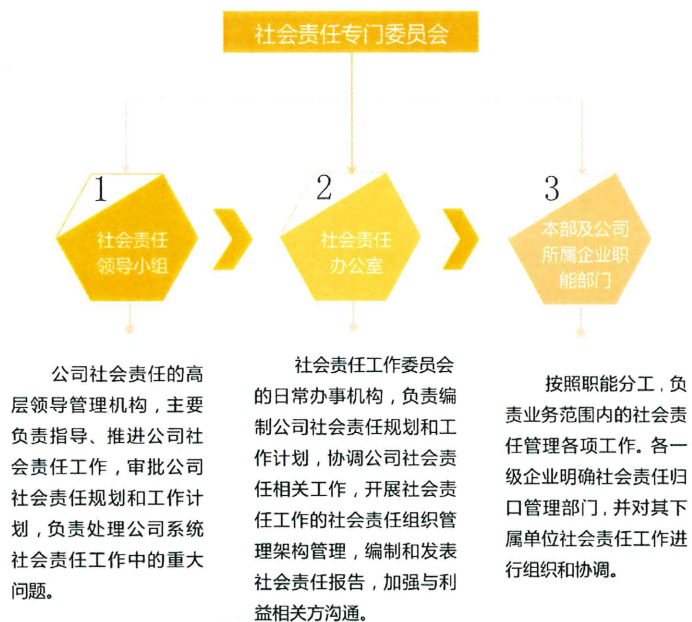 社会责任专门委员会
1
社会责任
领导小组
2
社会责任
办公室
3
本部及公司
所属企业职
能部门
公司社会责任的高
层领导管理机构，主要
负责指导、推进公司社
会责任工作，审批公司
社会责任规划和工作计
划，负责处理公司系统
社会责任工作中的重大
问题。
社会责任工作委员会
的日常办事机构，负责编
制公司社会责任规划和工
作计划，协调公司社会责
任相关工作，开展社会责
任工作的社会责任组织管
理架构管理，编制和发表
社会责任报告，加强与利
益相关方沟通。
按照职能分工，负
责业务范围内的社会责
任管理各项工作。各一
级企业明确社会责任归
口管理部门，并对其下
属单位社会责任工作进
行组织和协调。